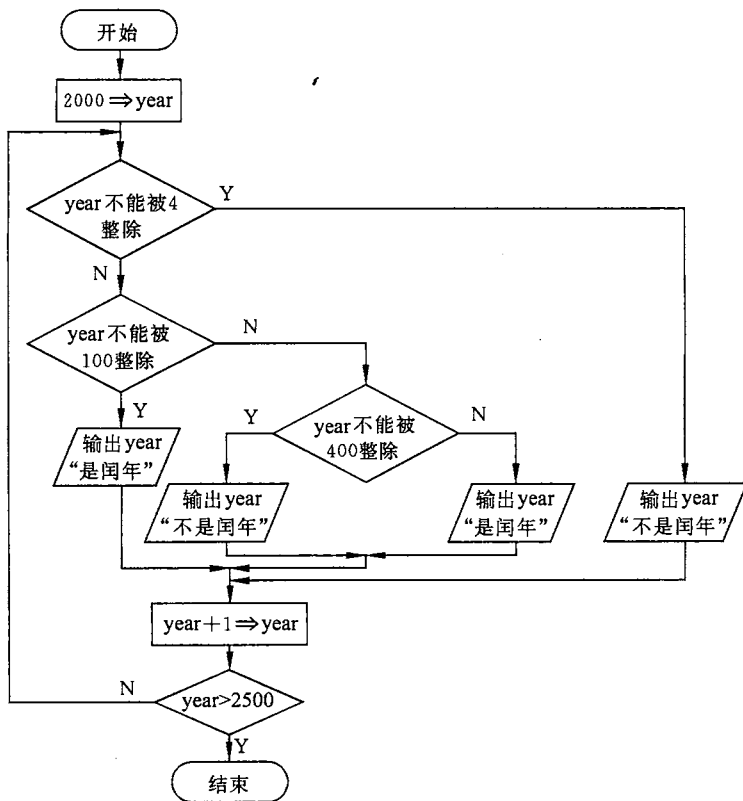 开始
2000⇒year
year不能被4
整除
Y
N
year不能被
100整除
N
Y
year不能被
400整除
Y
N
输出year
“是闰年”
输出year
“不是闰年”
输出year
“是闰年”
输出year
“不是闰年”
year+1⇒year
year>2500
N
Y
结束